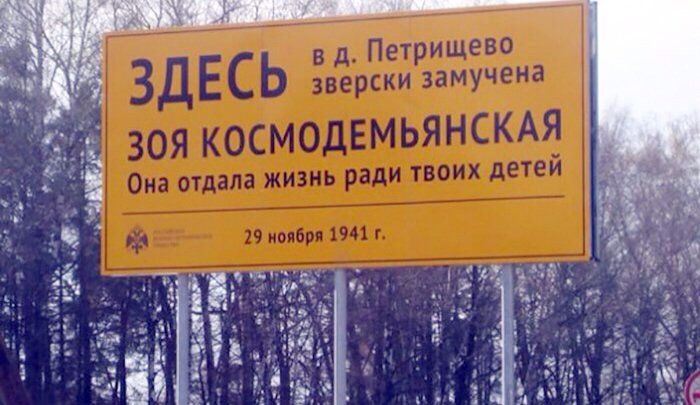 ЗДЕСЬ
в д. Петрищево
зверски замучена
ЗОЯ КОСМОДЕМЬЯНСКАЯ
Она отдала жизнь ради твоих детей
29 ноября 1941 г.